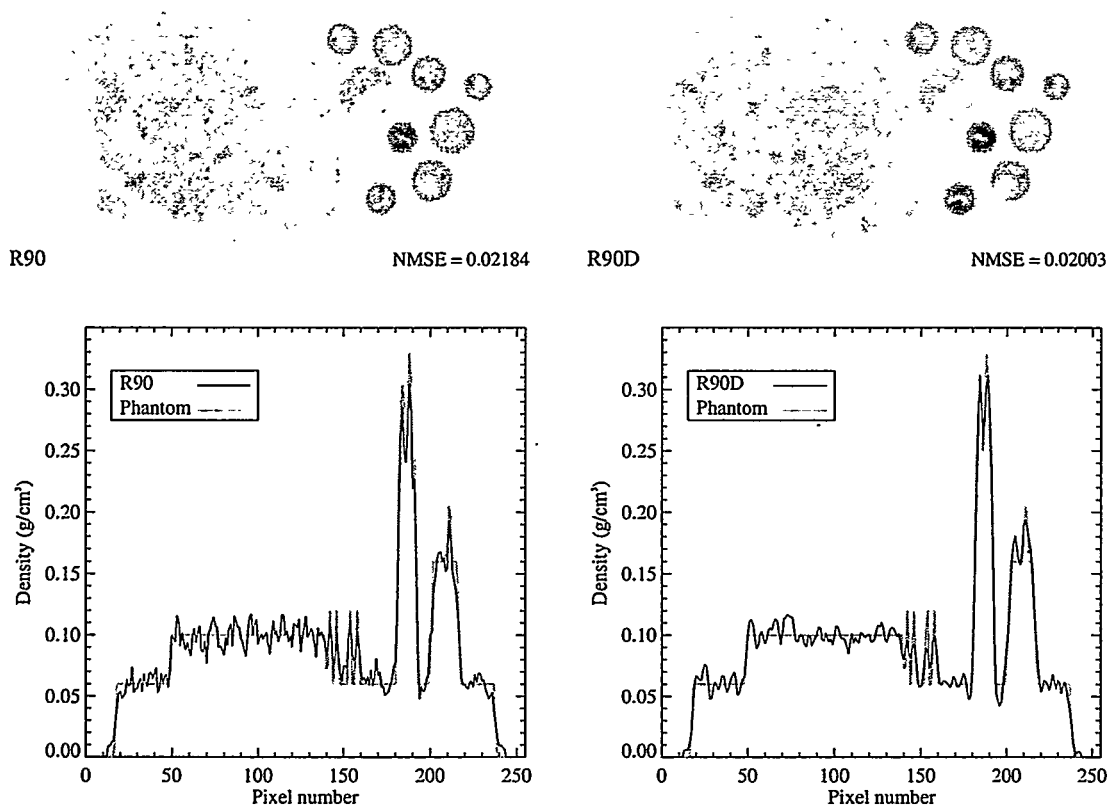 R90
NMSE = 0.02184
R90D
NMSE = 0.02003
R90
Phantom
Density (g/cm³)
0.30
0.25
0.20
0.15
0.10
0.05
0.00
0
50
100
150
200
250
Pixel number
R90D
Phantom
Density (g/cm³)
0.30
0.25
0.20
0.15
0.10
0.05
0.00
0
50
100
150
200
250
Pixel number